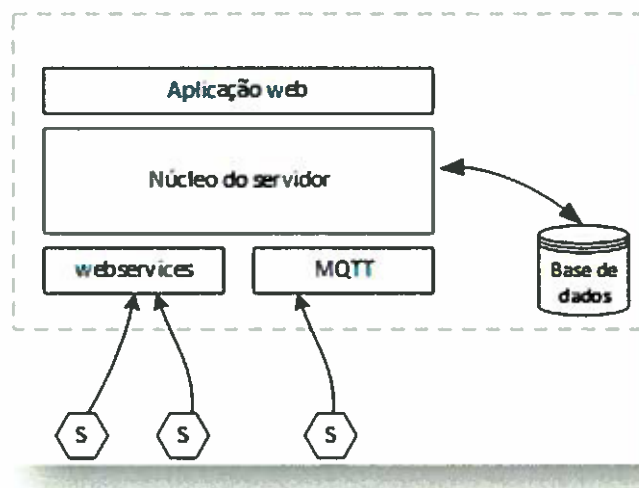 Aplicação web
Núcleo do servidor
webservices
MQTT
Base de
dados
S
S
S